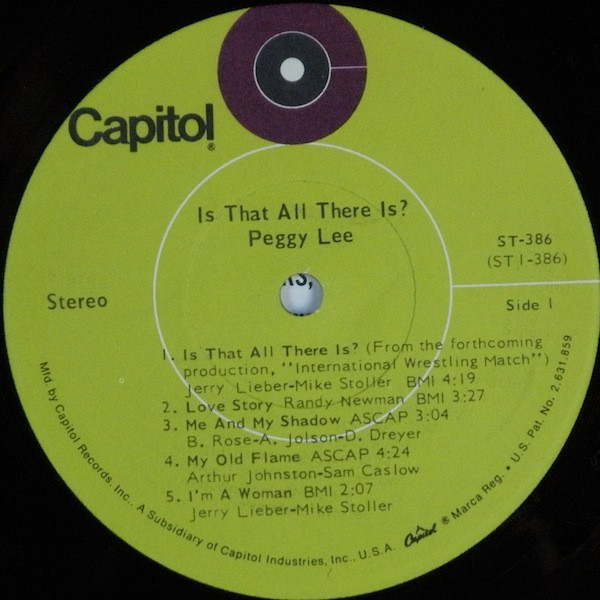 Capitol®
Is That All There Is?
Peggy Lee
ST-386
(ST 1-386)
Stereo
Side 1
1. Is That All There Is? (From the forthcoming
production, "International Wrestling Match")
Jerry Lieber-Mike Stoller BMI 4:19
2. Love Story Randy Newman BMI 3:27
3. Me And My Shadow ASCAP 3:04
B. Rose-A. Jolson-D. Dreyer
4. My Old Flame ASCAP 4:24
Arthur Johnston-Sam Caslow
5. I'm A Woman BMI 2:07
Jerry Lieber-Mike Stoller
Mfd. by Capitol Records, Inc., A Subsidiary of Capitol Industries, Inc., U.S.A. Capitol ® Marca Reg. • U.S. Pat. No. 2,631,859